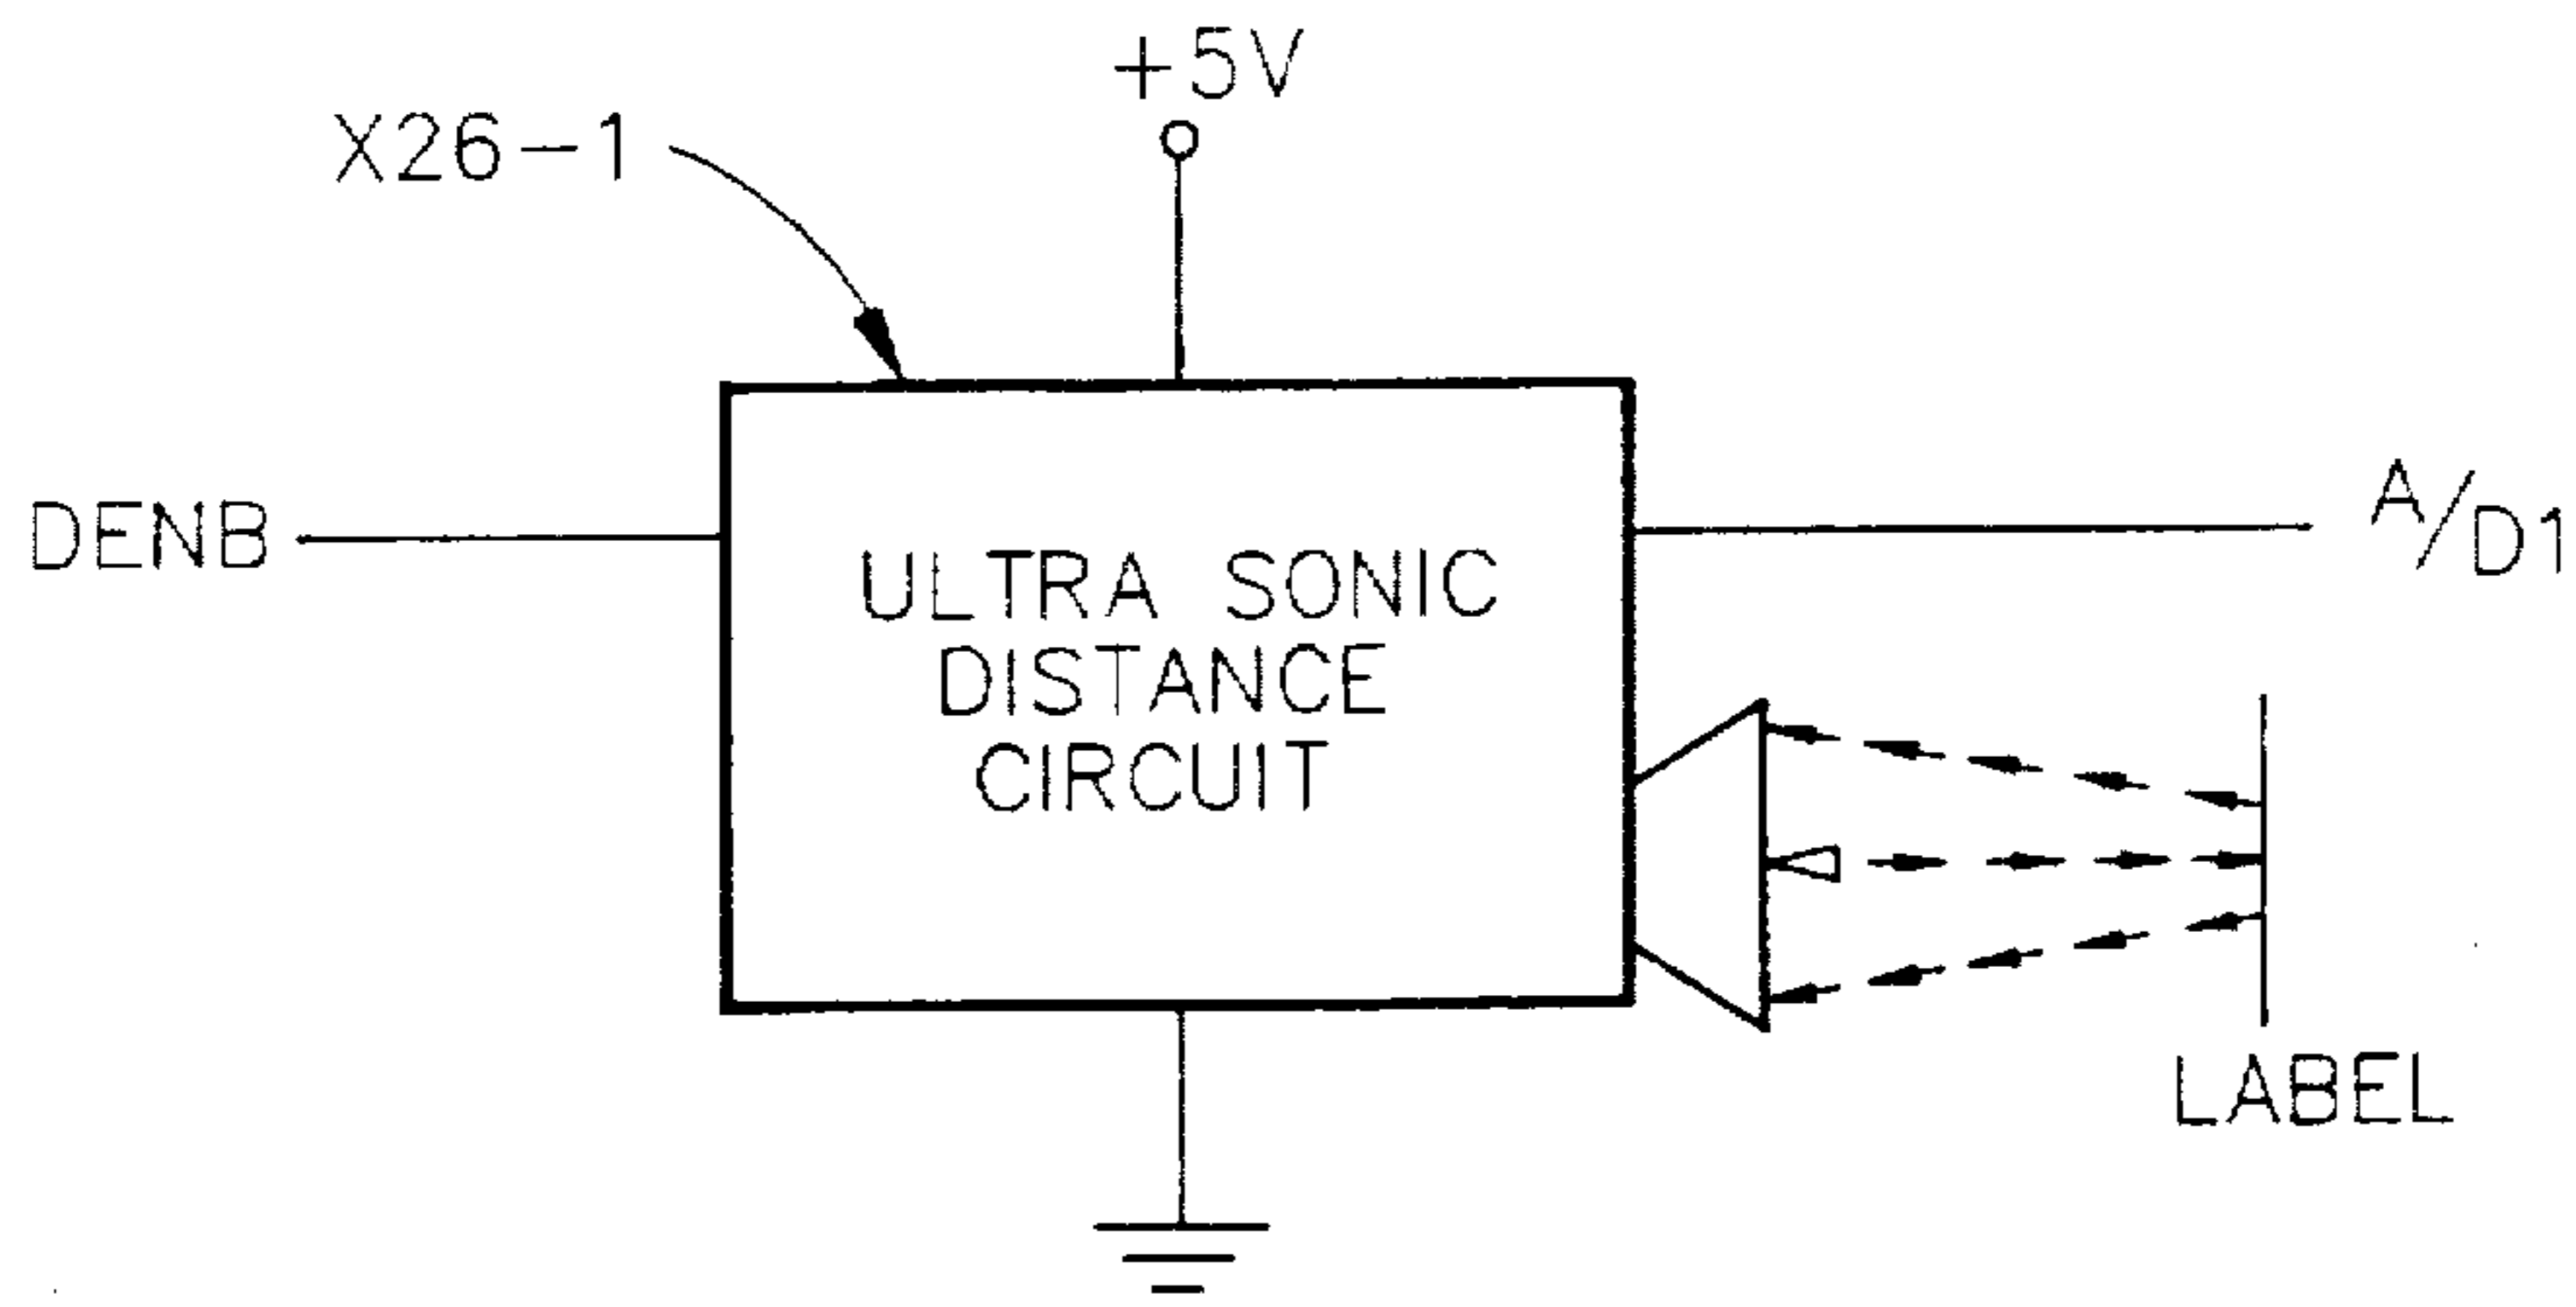 +5V
X26-1
DENB
A/D1
ULTRA SONIC
DISTANCE
CIRCUIT
LABEL